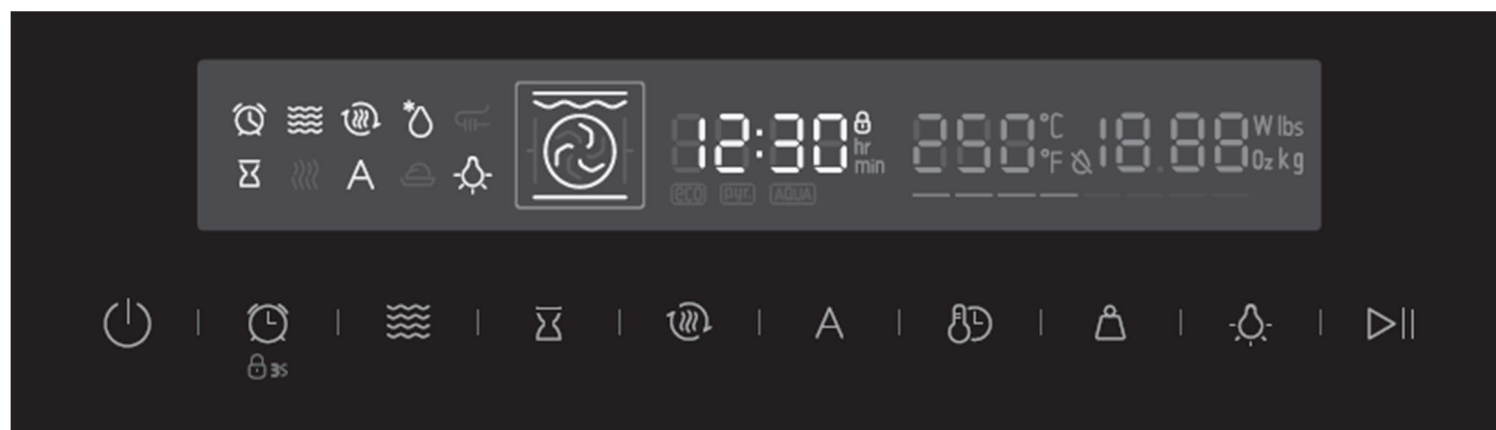 12:30 hr min
250 °C °F
18.88 W lbs Oz kg
eco pyr. AQUA
A
A
3S